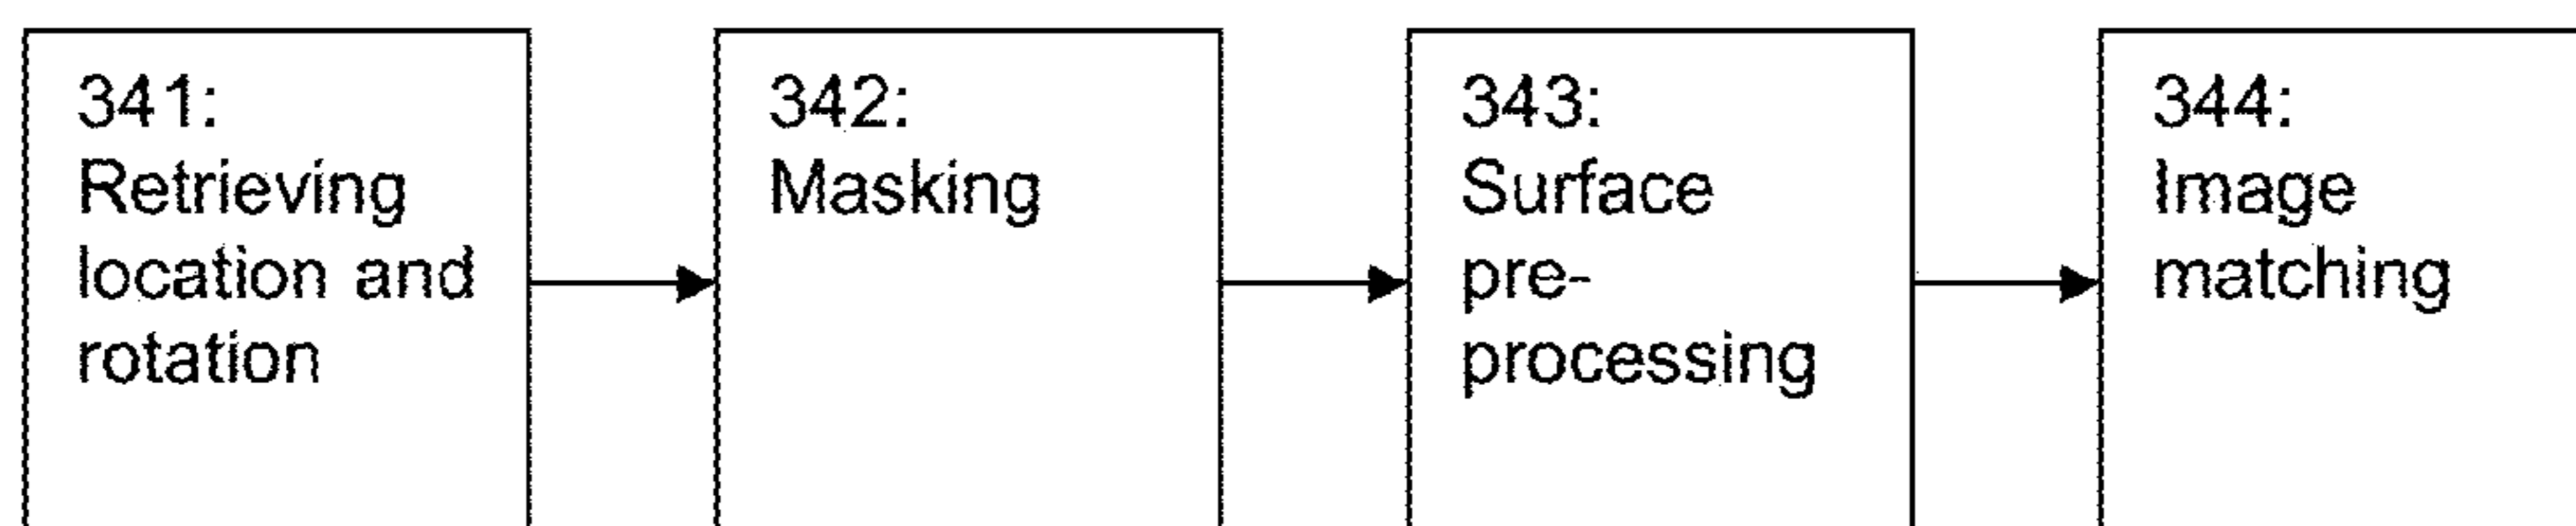 341:
Retrieving
location and
rotation
342:
Masking
343:
Surface
pre-
processing
344:
Image
matching